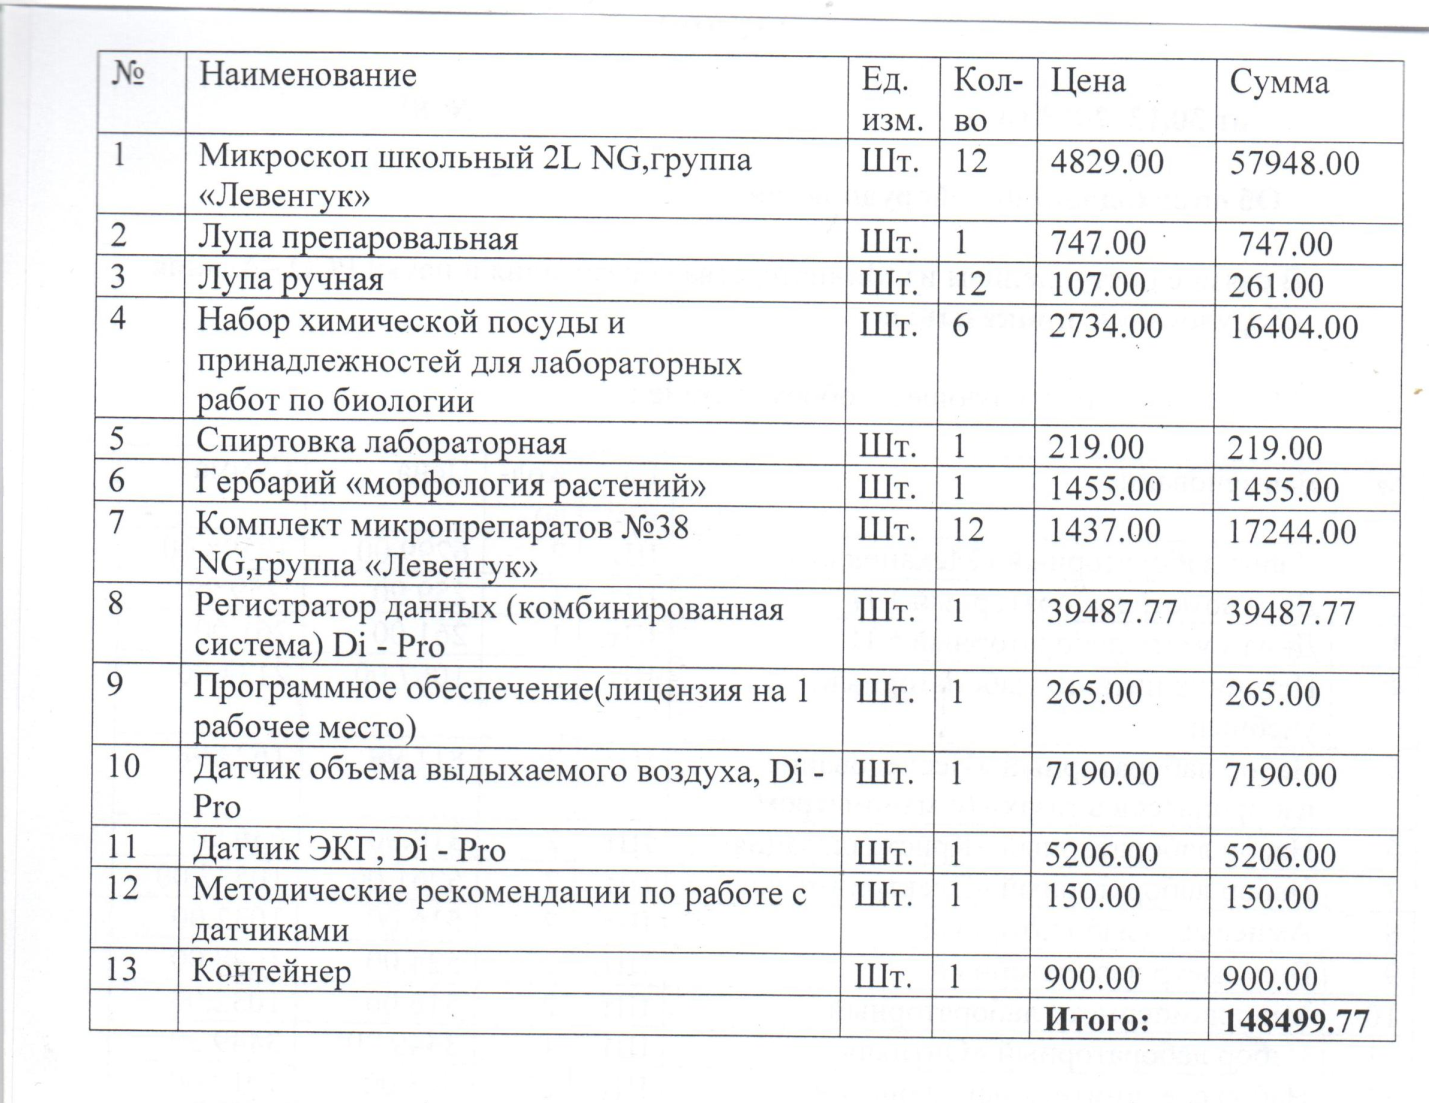 № Наименование Ед. Кол- Цена Сумма
изм. во
1 Микроскоп школьный 2L NG,группа Шт. 12 4829.00 57948.00
«Левенгук»
2 Лупа препаровальная Шт. 1 747.00 747.00
3 Лупа ручная Шт. 12 107.00 261.00
4 Набор химической посуды и Шт. 6 2734.00 16404.00
принадлежностей для лабораторных
работ по биологии
5 Спиртовка лабораторная Шт. 1 219.00 219.00
6 Гербарий «морфология растений» Шт. 1 1455.00 1455.00
7 Комплект микропрепаратов №38 Шт. 12 1437.00 17244.00
NG,группа «Левенгук»
8 Регистратор данных (комбинированная Шт. 1 39487.77 39487.77
система) Di - Pro
9 Программное обеспечение(лицензия на 1 Шт. 1 265.00 265.00
рабочее место)
10 Датчик объема выдыхаемого воздуха, Di - Шт. 1 7190.00 7190.00
Pro
11 Датчик ЭКГ, Di - Pro Шт. 1 5206.00 5206.00
12 Методические рекомендации по работе с Шт. 1 150.00 150.00
датчиками
13 Контейнер Шт. 1 900.00 900.00
Итого: 148499.77